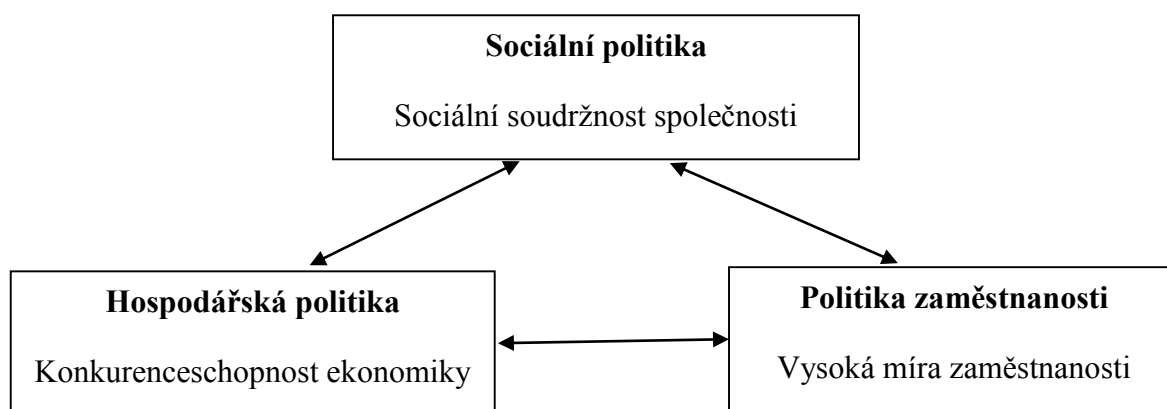 Sociální politika
Sociální soudržnost společnosti
Hospodářská politika
Konkurenceschopnost ekonomiky
Politika zaměstnanosti
Vysoká míra zaměstnanosti